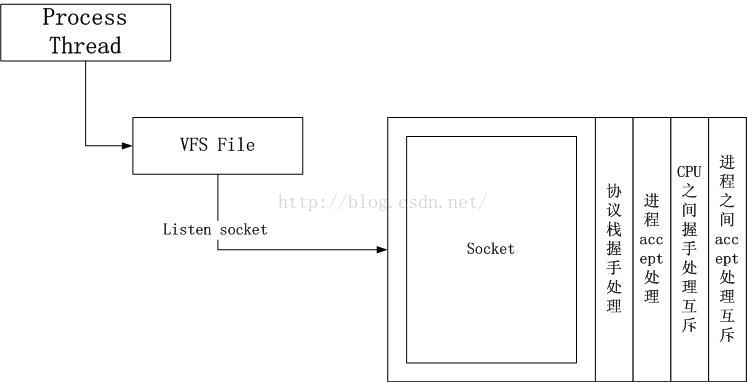 Process
Thread
VFS File
http://blog.csdn.net/
Listen socket
Socket
协议栈握手处理
进程accept处理
CPU之间握手处理互斥
进程之间accept处理互斥